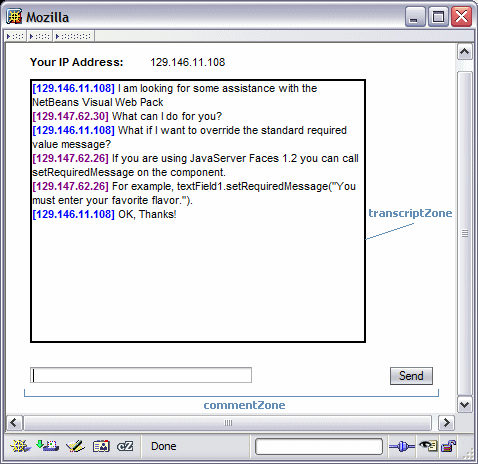 Mozilla
Your IP Address: 129.146.11.108
[129.146.11.108] I am looking for some assistance with the
NetBeans Visual Web Pack
[129.147.62.30] What can I do for you?
[129.146.11.108] What if I want to override the standard required
value message?
[129.147.62.26] If you are using JavaServer Faces 1.2 you can call
setRequiredMessage on the component.
[129.147.62.26] For example, textField1.setRequiredMessage("You
must enter your favorite flavor.").
[129.146.11.108] OK, Thanks!
transcriptZone
Send
commentZone
cZ
Done